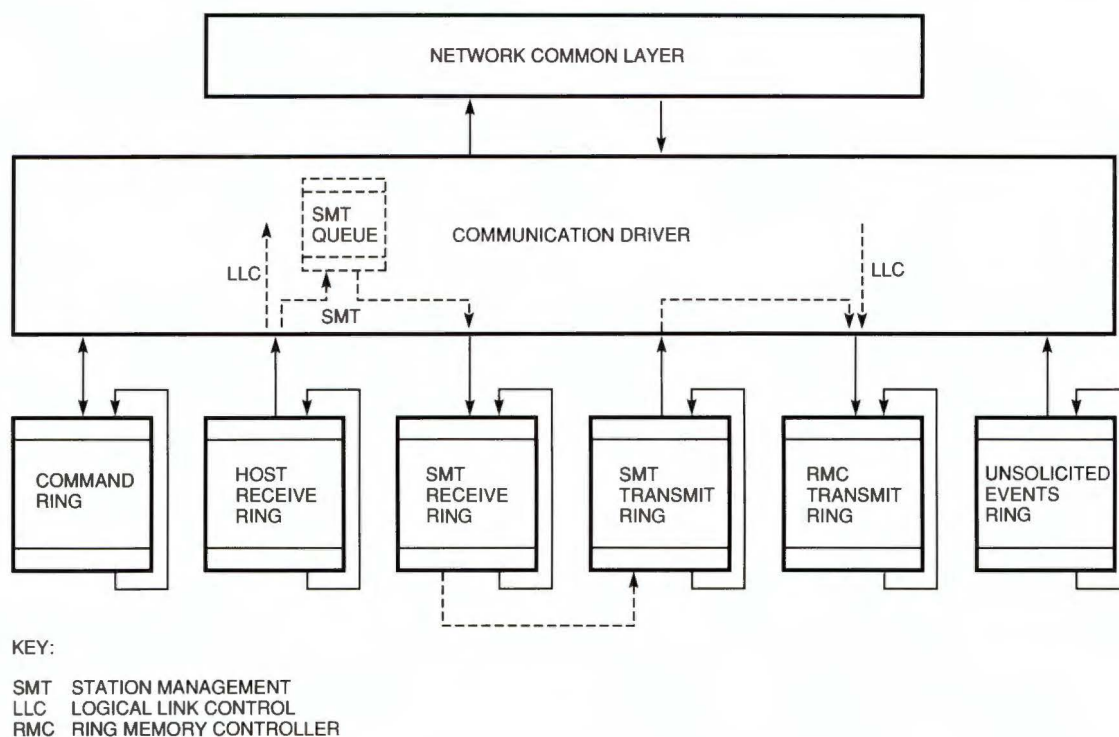 NETWORK COMMON LAYER
SMT
QUEUE
COMMUNICATION DRIVER
LLC
SMT
LLC
COMMAND
RING
HOST
RECEIVE
RING
SMT
RECEIVE
RING
SMT
TRANSMIT
RING
RMC
TRANSMIT
RING
UNSOLICITED
EVENTS
RING
KEY:
SMT STATION MANAGEMENT
LLC LOGICAL LINK CONTROL
RMC RING MEMORY CONTROLLER